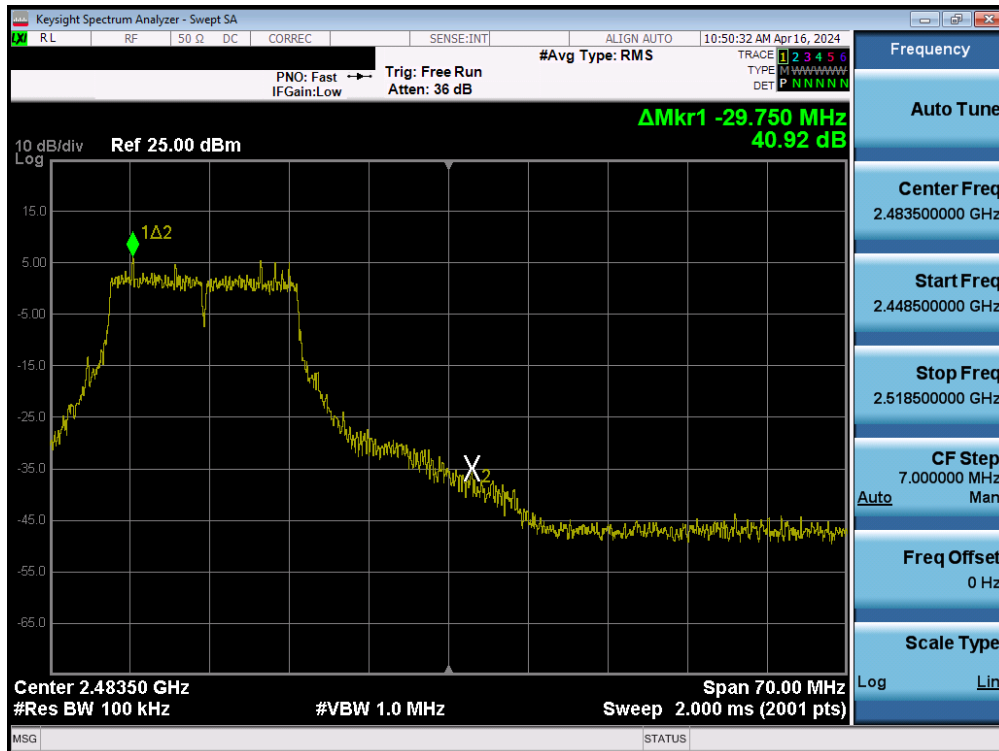 Keysight Spectrum Analyzer - Swept SA
LXI RL RF 50 Ω DC CORREC SENSE:INT ALIGN AUTO 10:50:32 AM Apr 16, 2024
PNO: Fast
IFGain:Low
Trig: Free Run
Atten: 36 dB
#Avg Type: RMS
TRACE 1 2 3 4 5 6
TYPE M WWWWW
DET P N N N N N
ΔMkr1 -29.750 MHz
40.92 dB
10 dB/div
Log
Ref 25.00 dBm
15.0
5.00
-5.00
-15.0
-25.0
-35.0
-45.0
-55.0
-65.0
1Δ2
X2
Center 2.48350 GHz
#Res BW 100 kHz
#VBW 1.0 MHz
Span 70.00 MHz
Sweep 2.000 ms (2001 pts)
MSG
STATUS
Frequency
Auto Tune
Center Freq
2.483500000 GHz
Start Freq
2.448500000 GHz
Stop Freq
2.518500000 GHz
CF Step
7.000000 MHz
Auto Man
Freq Offset
0 Hz
Scale Type
Log Lin